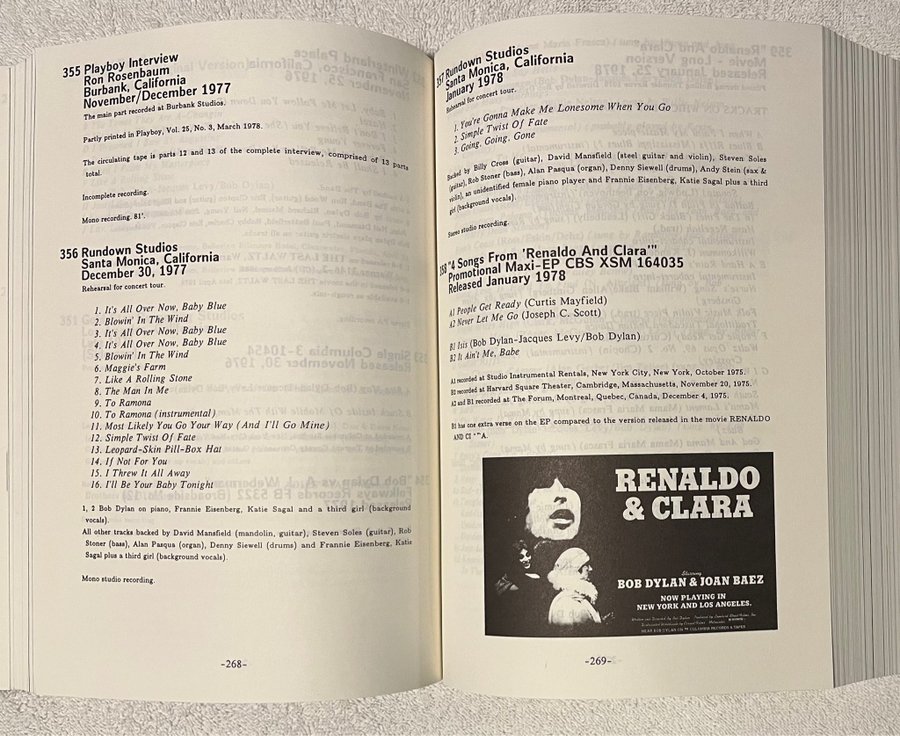 355 Playboy Interview
Ron Rosenbaum
Burbank, California
November/December 1977
The main part recorded at Burbank Studios.
Partly printed in Playboy, Vol. 25, No. 3, March 1978.
The circulating tape is parts 12 and 13 of the complete interview, comprised of 13 parts
total.
Incomplete recording.
Mono recording. 81'.
356 Rundown Studios
Santa Monica, California
December 30, 1977
Rehearsal for concert tour.
1. It's All Over Now, Baby Blue
2. Blowin' In The Wind
3. It's All Over Now, Baby Blue
4. It's All Over Now, Baby Blue
5. Blowin' In The Wind
6. Maggie's Farm
7. Like A Rolling Stone
8. The Man In Me
9. To Ramona
10. To Ramona (instrumental)
11. Most Likely You Go Your Way (And I'll Go Mine)
12. Simple Twist Of Fate
13. Leopard-Skin Pill-Box Hat
14. If Not For You
15. I Threw It All Away
16. I'll Be Your Baby Tonight
1, 2 Bob Dylan on piano, Frannie Eisenberg, Katie Sagal and a third girl (background
vocals).
All other tracks backed by David Mansfield (mandolin, guitar), Steven Soles (guitar), Rob
Stoner (bass), Alan Pasqua (organ), Denny Siewell (drums) and Frannie Eisenberg, Katie
Sagal plus a third girl (background vocals).
Mono studio recording.
-268-
357 Rundown Studios
Santa Monica, California
January 1978
Rehearsal for concert tour.
1. You're Gonna Make Me Lonesome When You Go
2. Simple Twist Of Fate
3. Going, Going, Gone
Backed by Billy Cross (guitar), David Mansfield (steel guitar and violin), Steven Soles
(guitar), Rob Stoner (bass), Alan Pasqua (organ), Denny Siewell (drums), Andy Stein (sax &
violin), an unidentified female piano player and Frannie Eisenberg, Katie Sagal plus a third
girl (background vocals).
Stereo studio recording.
358 "4 Songs From 'Renaldo And Clara'"
Promotional Maxi-EP CBS XSM 164035
Released January 1978
A1 People Get Ready (Curtis Mayfield)
A2 Never Let Me Go (Joseph C. Scott)
B1 Isis (Bob Dylan-Jacques Levy/Bob Dylan)
B2 It Ain't Me, Babe
A1 recorded at Studio Instrumental Rentals, New York City, New York, October 1975.
B2 recorded at Harvard Square Theater, Cambridge, Massachusetts, November 20, 1975.
A2 and B1 recorded at The Forum, Montreal, Quebec, Canada, December 4, 1975.
B2 has one extra verse on the EP compared to the version released in the movie RENALDO
AND
RENALDO
& CLARA
Starring
BOB DYLAN & JOAN BAEZ
NOW PLAYING IN
NEW YORK AND LOS ANGELES.
HEAR BOB DYLAN ON COLUMBIA RECORDS & TAPES
-269-